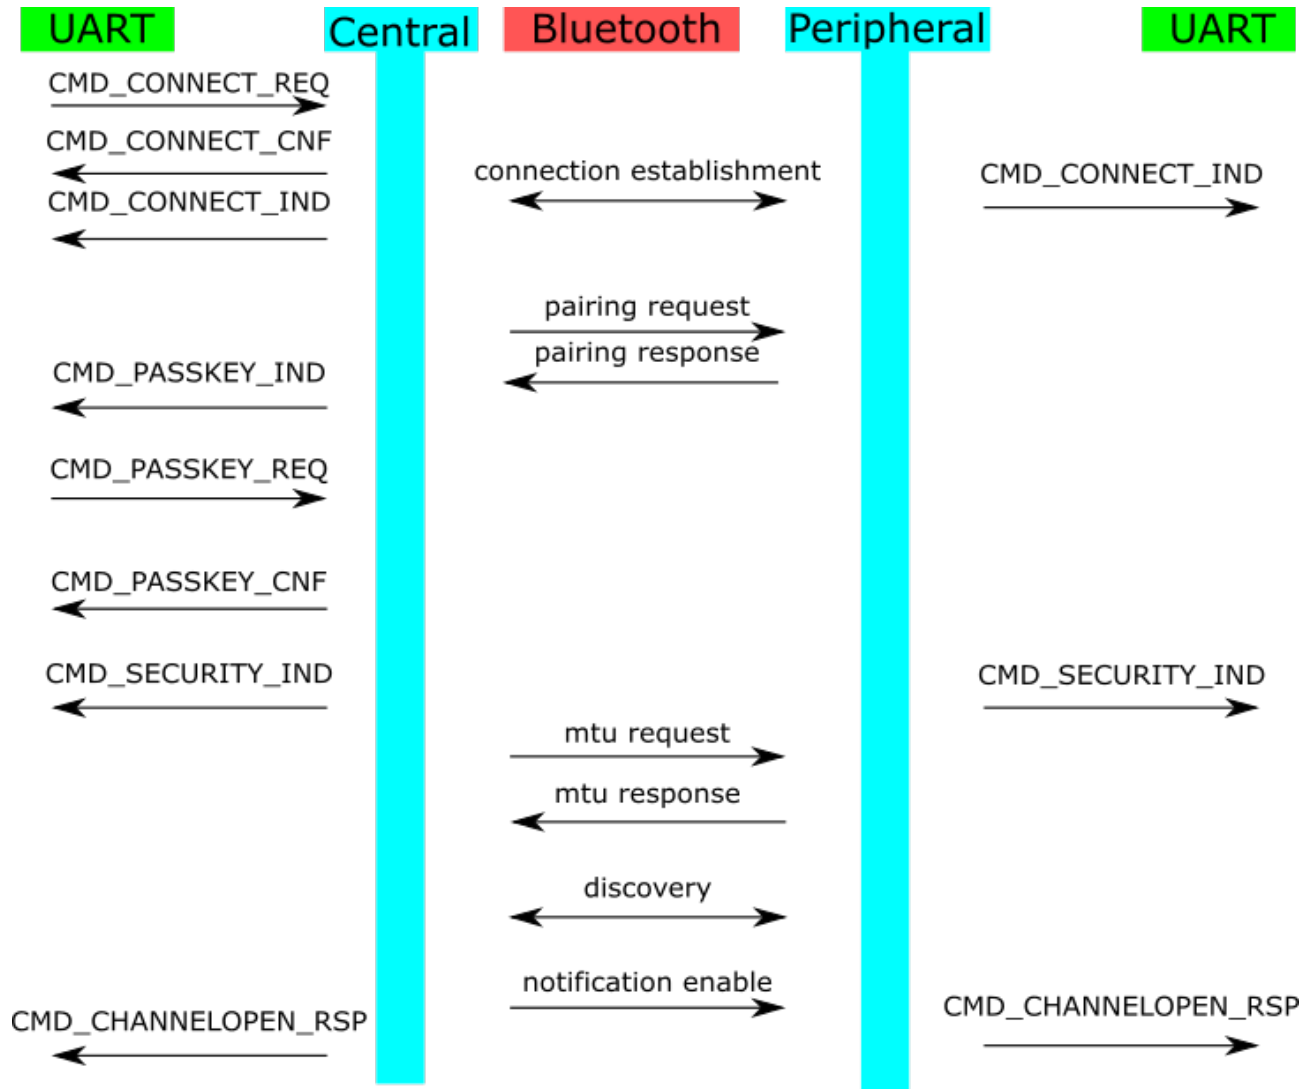 UART Central Bluetooth Peripheral UART
CMD_CONNECT_REQ
CMD_CONNECT_CNF
connection establishment
CMD_CONNECT_IND
CMD_CONNECT_IND
pairing request
pairing response
CMD_PASSKEY_IND
CMD_PASSKEY_REQ
CMD_PASSKEY_CNF
CMD_SECURITY_IND
CMD_SECURITY_IND
mtu request
mtu response
discovery
notification enable
CMD_CHANNELOPEN_RSP
CMD_CHANNELOPEN_RSP